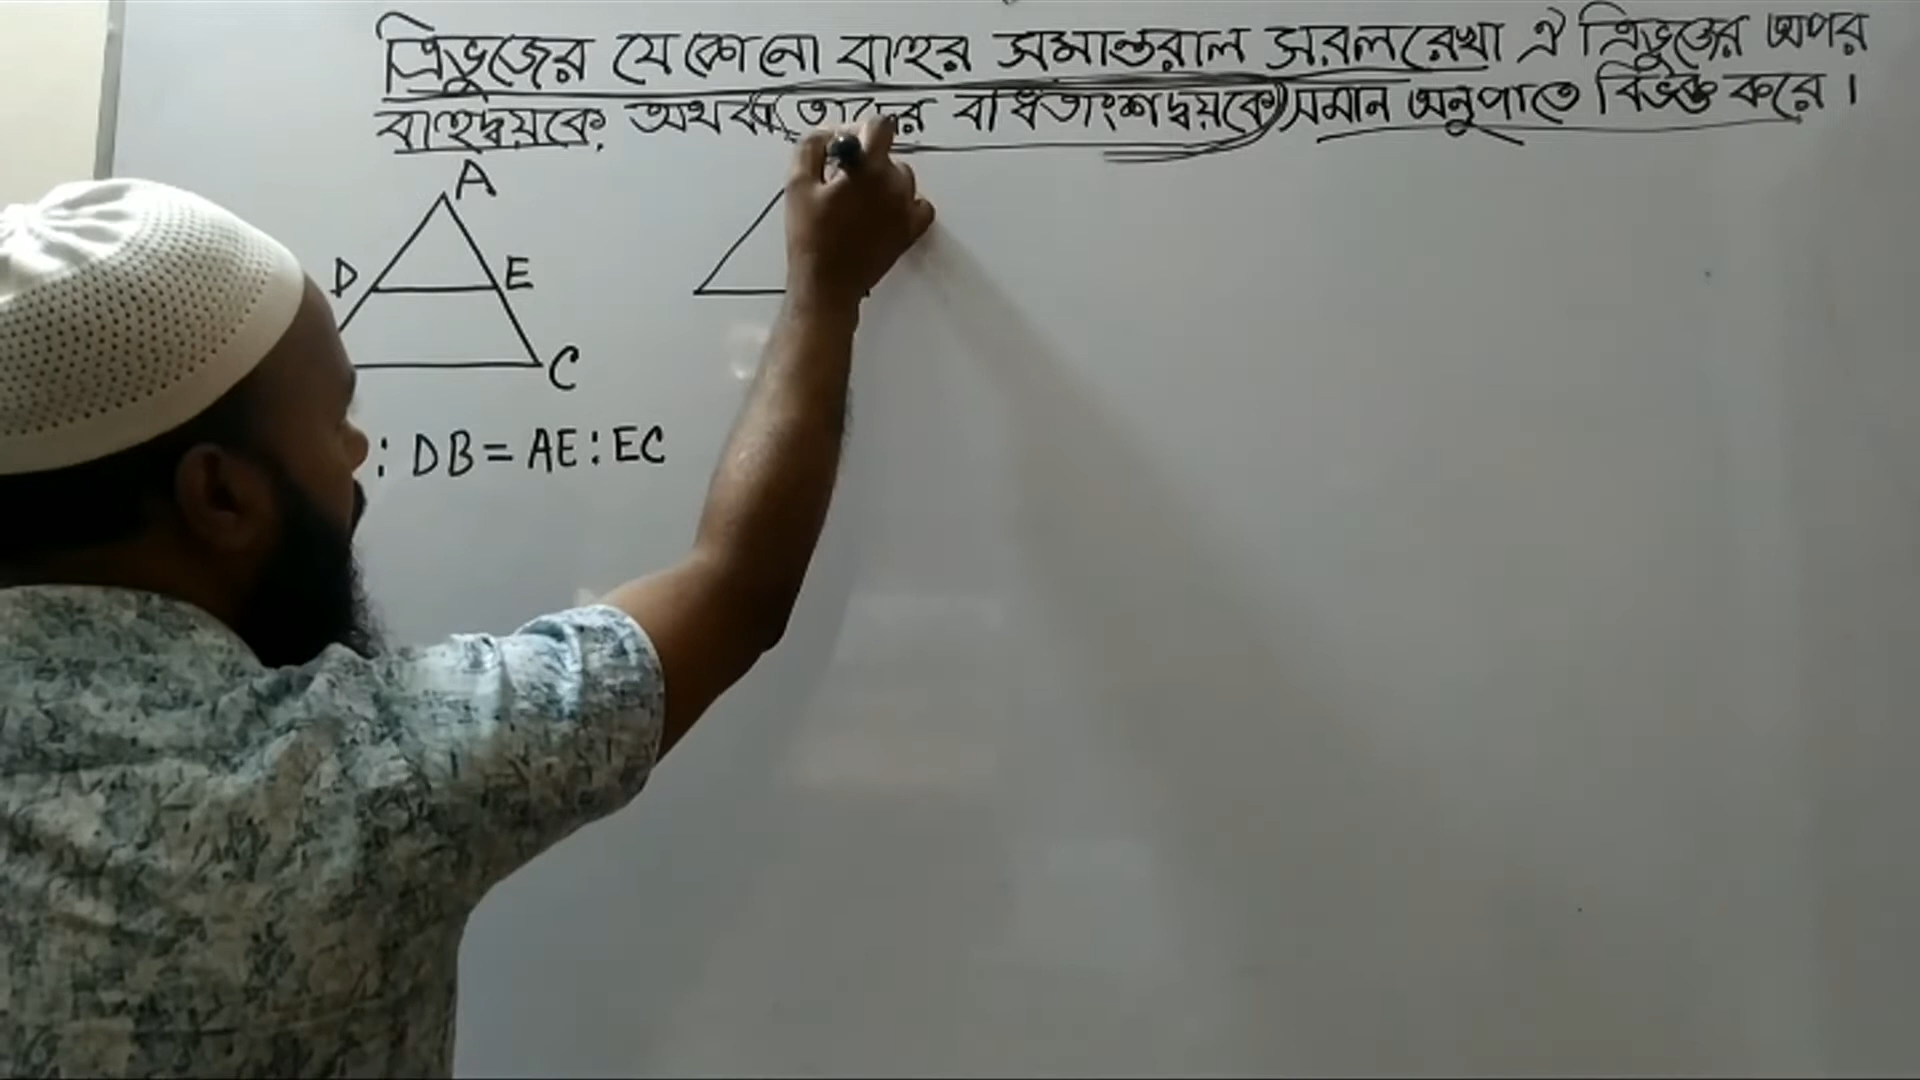 ত্রিভুজের যে কোনো বাহুর সমান্তরাল সরলরেখা ঐ ত্রিভুজের অপর
বাহুদ্বয়কে, অথবা (তাদের বর্ধিতাংশদ্বয়কে) সমান অনুপাতে বিভক্ত করে।
A
D E
C
: DB = AE : EC